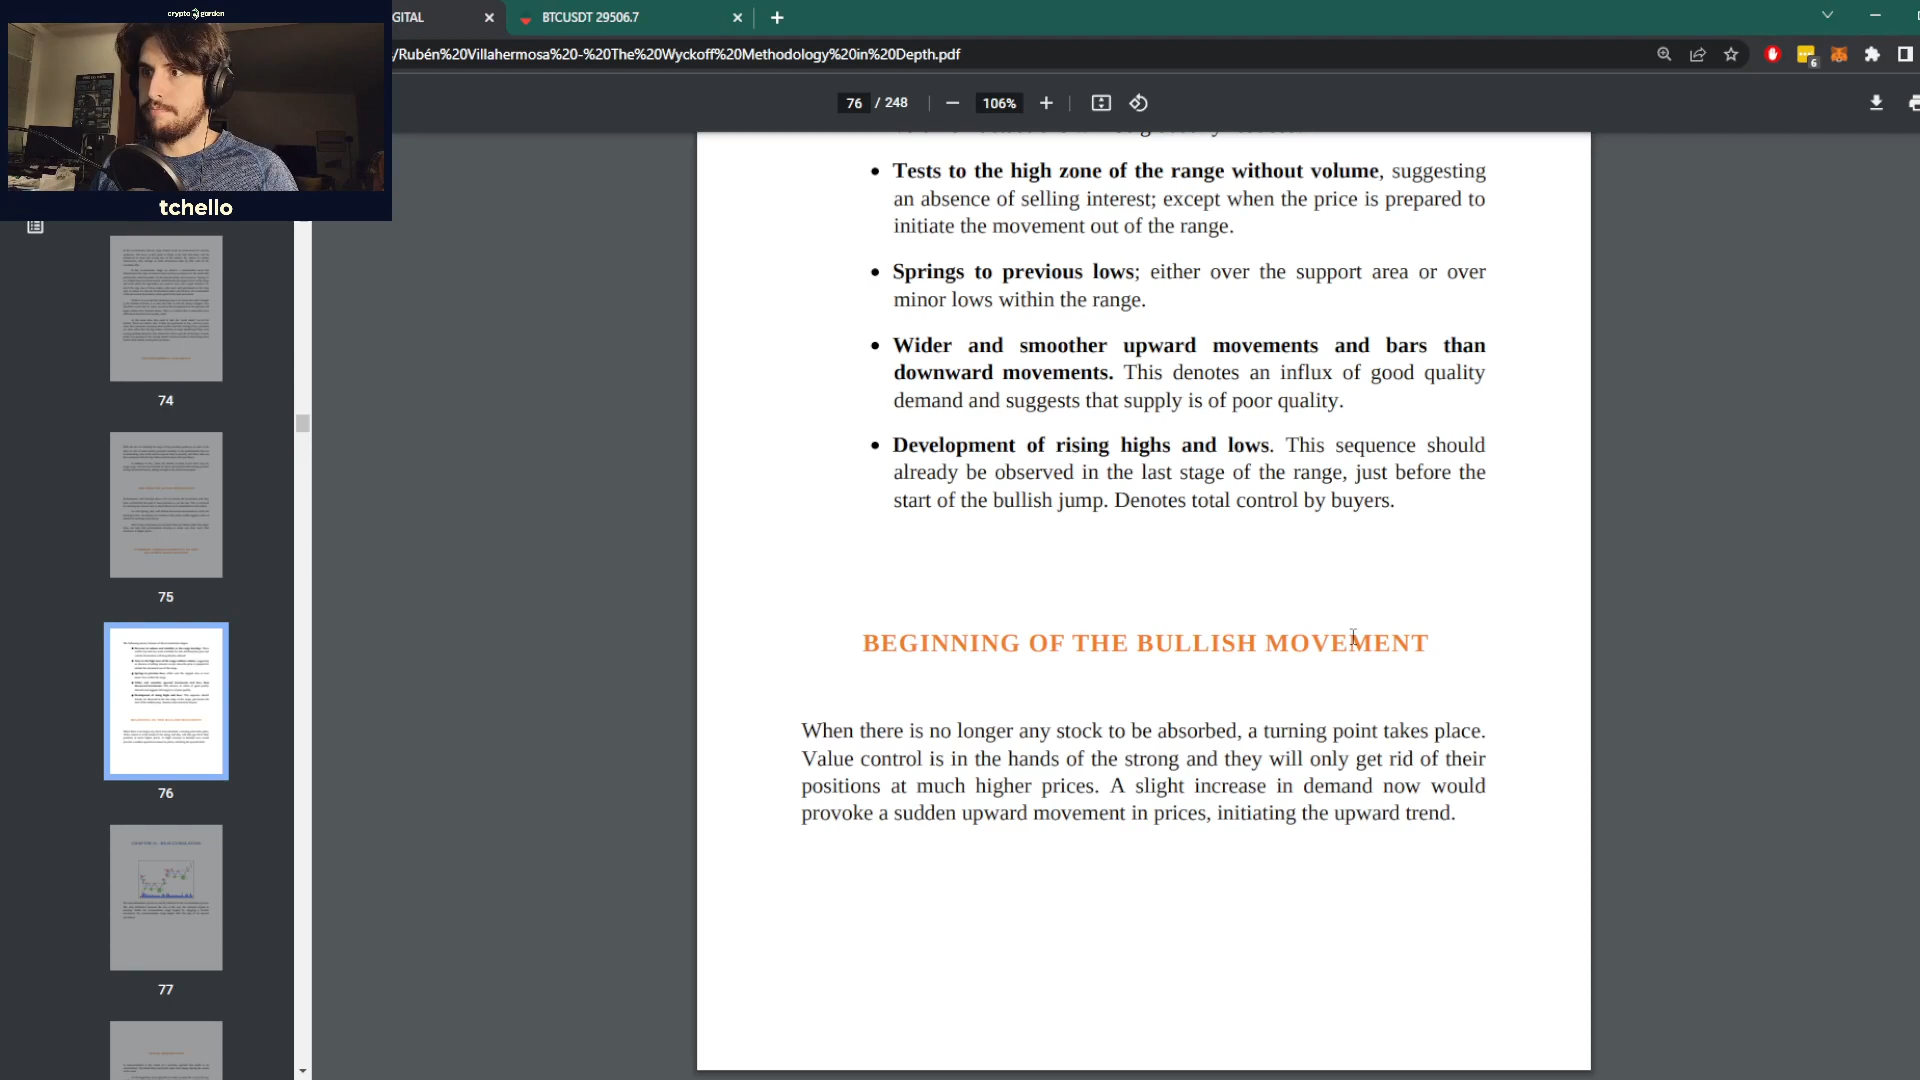 crypto garden
tchello
GITAL
BTCUSDT 29506.7
/Rubén%20Villahermosa%20-%20The%20Wyckoff%20Methodology%20in%20Depth.pdf
6
76 / 248
106%
• Tests to the high zone of the range without volume, suggesting
an absence of selling interest; except when the price is prepared to
initiate the movement out of the range.
• Springs to previous lows; either over the support area or over
minor lows within the range.
• Wider and smoother upward movements and bars than
downward movements. This denotes an influx of good quality
demand and suggests that supply is of poor quality.
• Development of rising highs and lows. This sequence should
already be observed in the last stage of the range, just before the
start of the bullish jump. Denotes total control by buyers.
BEGINNING OF THE BULLISH MOVEMENT
When there is no longer any stock to be absorbed, a turning point takes place.
Value control is in the hands of the strong and they will only get rid of their
positions at much higher prices. A slight increase in demand now would
provoke a sudden upward movement in prices, initiating the upward trend.
74
75
76
77